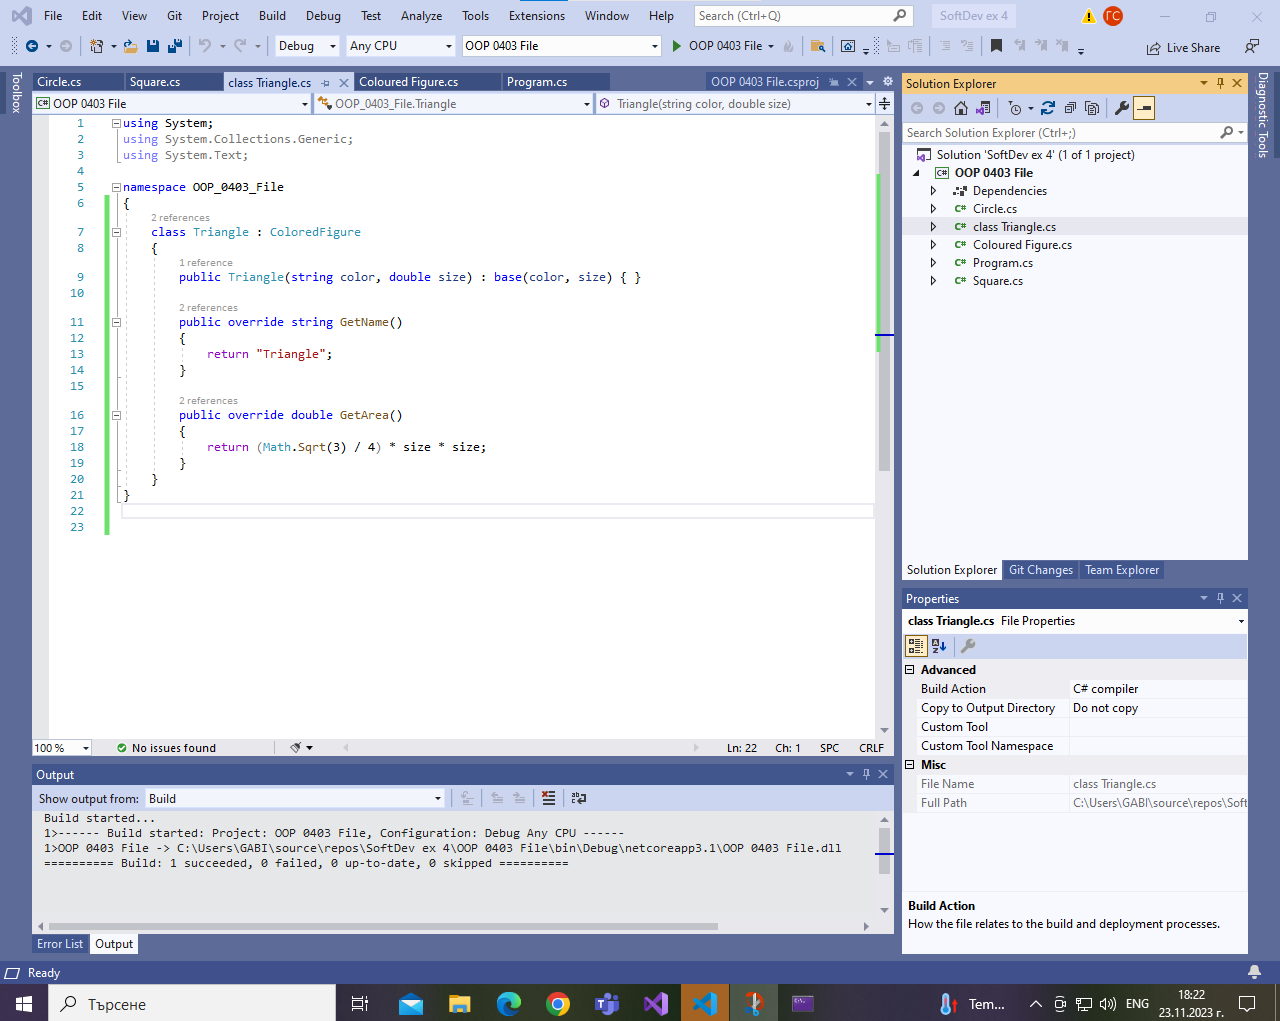 File Edit View Git Project Build Debug Test Analyze Tools Extensions Window Help Search (Ctrl+Q) SoftDev ex 4 ГС
Debug Any CPU OOP 0403 File OOP 0403 File Live Share
Toolbox
Circle.cs Square.cs class Triangle.cs Coloured Figure.cs Program.cs OOP 0403 File.csproj
C# OOP 0403 File OOP_0403_File.Triangle Triangle(string color, double size)
1 using System;
2 using System.Collections.Generic;
3 using System.Text;
4
5 namespace OOP_0403_File
6 {
2 references
7 class Triangle : ColoredFigure
8 {
1 reference
9 public Triangle(string color, double size) : base(color, size) { }
10
2 references
11 public override string GetName()
12 {
13 return "Triangle";
14 }
15
2 references
16 public override double GetArea()
17 {
18 return (Math.Sqrt(3) / 4) * size * size;
19 }
20 }
21 }
22
23
100 % No issues found Ln: 22 Ch: 1 SPC CRLF
Output
Show output from: Build
Build started...
1>------ Build started: Project: OOP 0403 File, Configuration: Debug Any CPU ------
1>OOP 0403 File -> C:\Users\GABI\source\repos\SoftDev ex 4\OOP 0403 File\bin\Debug\netcoreapp3.1\OOP 0403 File.dll
========== Build: 1 succeeded, 0 failed, 0 up-to-date, 0 skipped ==========
Error List Output
Solution Explorer
Search Solution Explorer (Ctrl+;)
Solution 'SoftDev ex 4' (1 of 1 project)
C# OOP 0403 File
Dependencies
C# Circle.cs
C# class Triangle.cs
C# Coloured Figure.cs
C# Program.cs
C# Square.cs
Solution Explorer Git Changes Team Explorer
Properties
class Triangle.cs File Properties
Advanced
Build Action C# compiler
Copy to Output Directory Do not copy
Custom Tool
Custom Tool Namespace
Misc
File Name class Triangle.cs
Full Path C:\Users\GABI\source\repos\Soft
Build Action
How the file relates to the build and deployment processes.
Diagnostic Tools
Ready
Търсене Tem... ENG 18:22
23.11.2023 г.